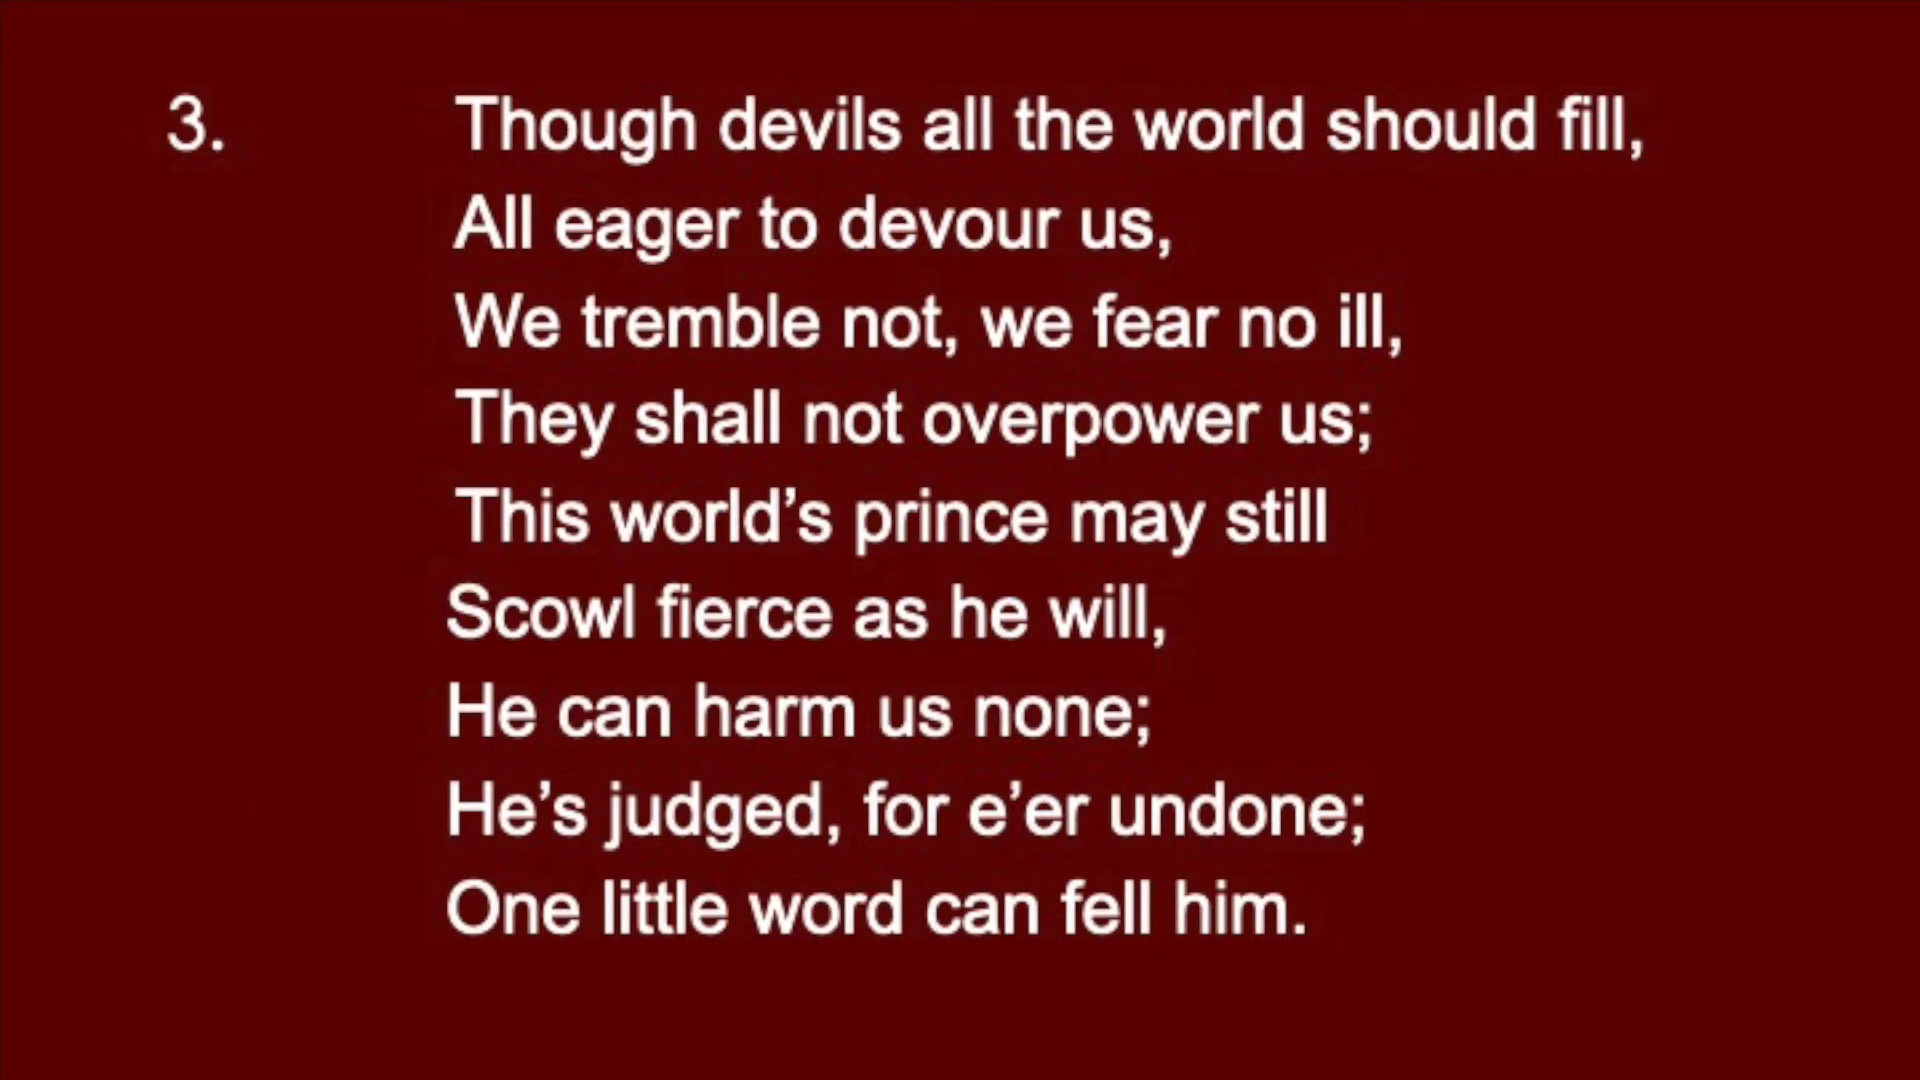 3. Though devils all the world should fill,
All eager to devour us,
We tremble not, we fear no ill,
They shall not overpower us;
This world’s prince may still
Scowl fierce as he will,
He can harm us none;
He’s judged, for e’er undone;
One little word can fell him.